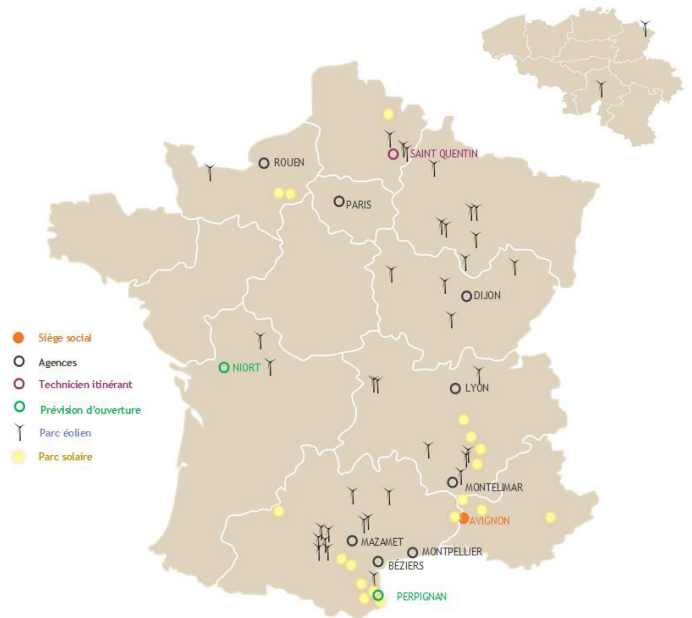 SAINT QUENTIN
ROUEN
PARIS
DIJON
Siège social
Agences
NIORT
Technicien itinérant
LYON
Prévision d'ouverture
Parc éolien
Parc solaire
MONTELIMAR
AVIGNON
MAZAMET
MONTPELLIER
BÉZIERS
PERPIGNAN